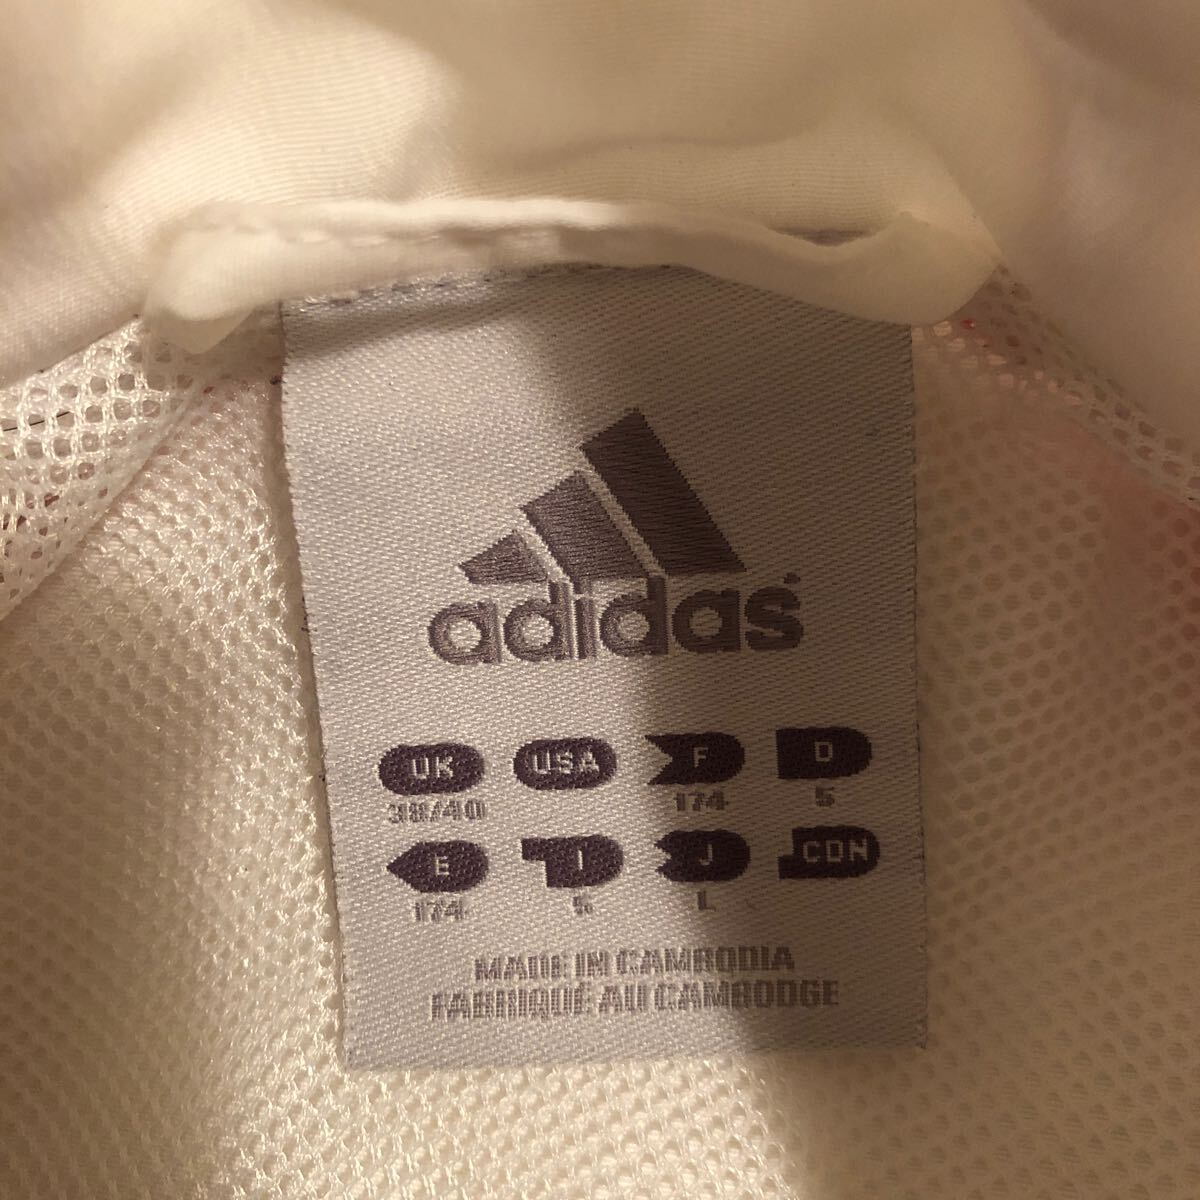 adidas
UK USA F D
38/40 174 5
E I J CDN
174 5 L
MADE IN CAMBODIA
FABRIQUÉ AU CAMBODGE